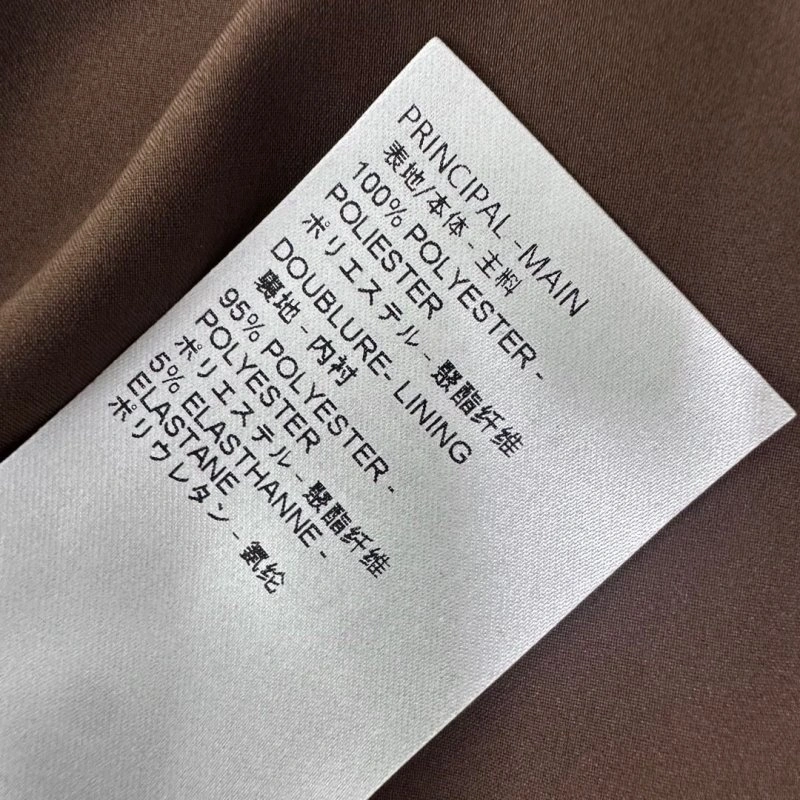 PRINCIPAL - MAIN
表地/本体 - 主料
100% POLYESTER -
POLIESTER
ポリエステル - 聚酯纤维
DOUBLURE- LINING
裏地 - 内衬
95% POLYESTER -
POLYESTER
ポリエステル - 聚酯纤维
5% ELASTHANNE -
ELASTANE
ポリウレタン - 氨纶